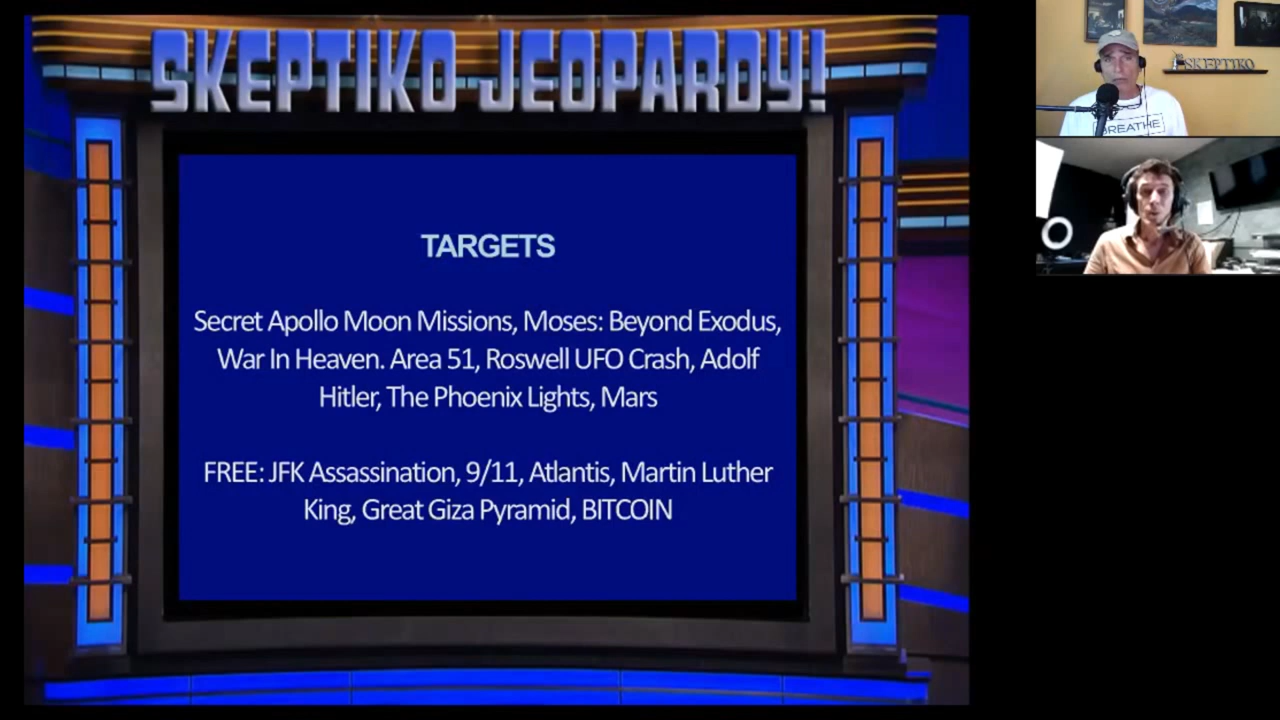 SKEPTIKO JEOPARDY!
TARGETS
Secret Apollo Moon Missions, Moses: Beyond Exodus,
War In Heaven. Area 51, Roswell UFO Crash, Adolf
Hitler, The Phoenix Lights, Mars
FREE: JFK Assassination, 9/11, Atlantis, Martin Luther
King, Great Giza Pyramid, BITCOIN
SKEPTIKO
BREATHE